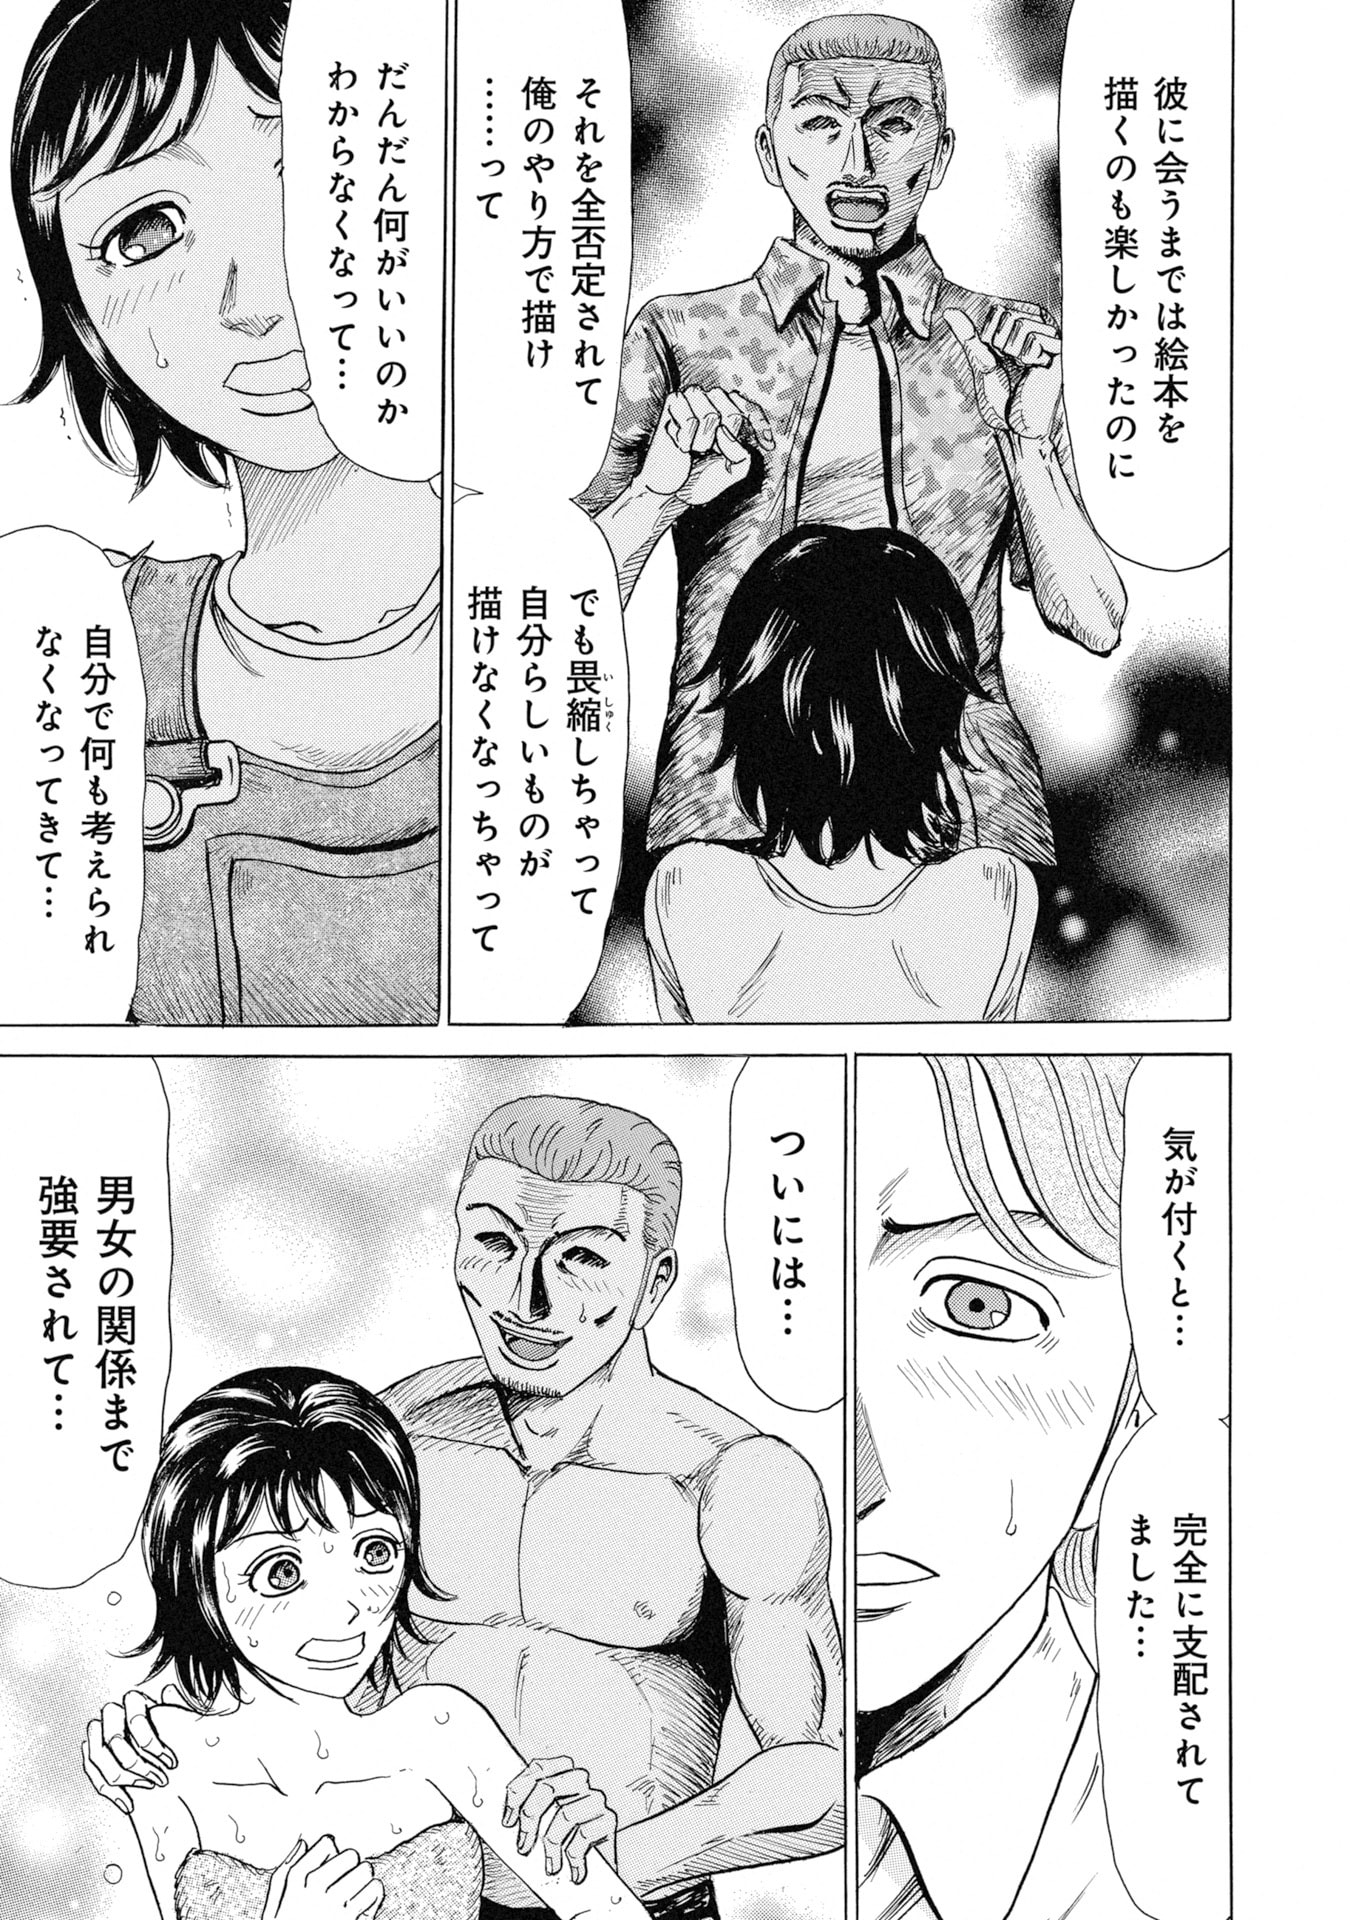 彼に会うまでは絵本を
描くのも楽しかったのに
それを全否定されて
俺のやり方で描け
……って
でも畏縮しちゃって
いしゅく
自分らしいものが
描けなくなっちゃって
だんだん何がいいのか
わからなくなって…
自分で何も考えられ
なくなってきて…
気が付くと…
完全に支配されて
ました…
ついには…
男女の関係まで
強要されて…